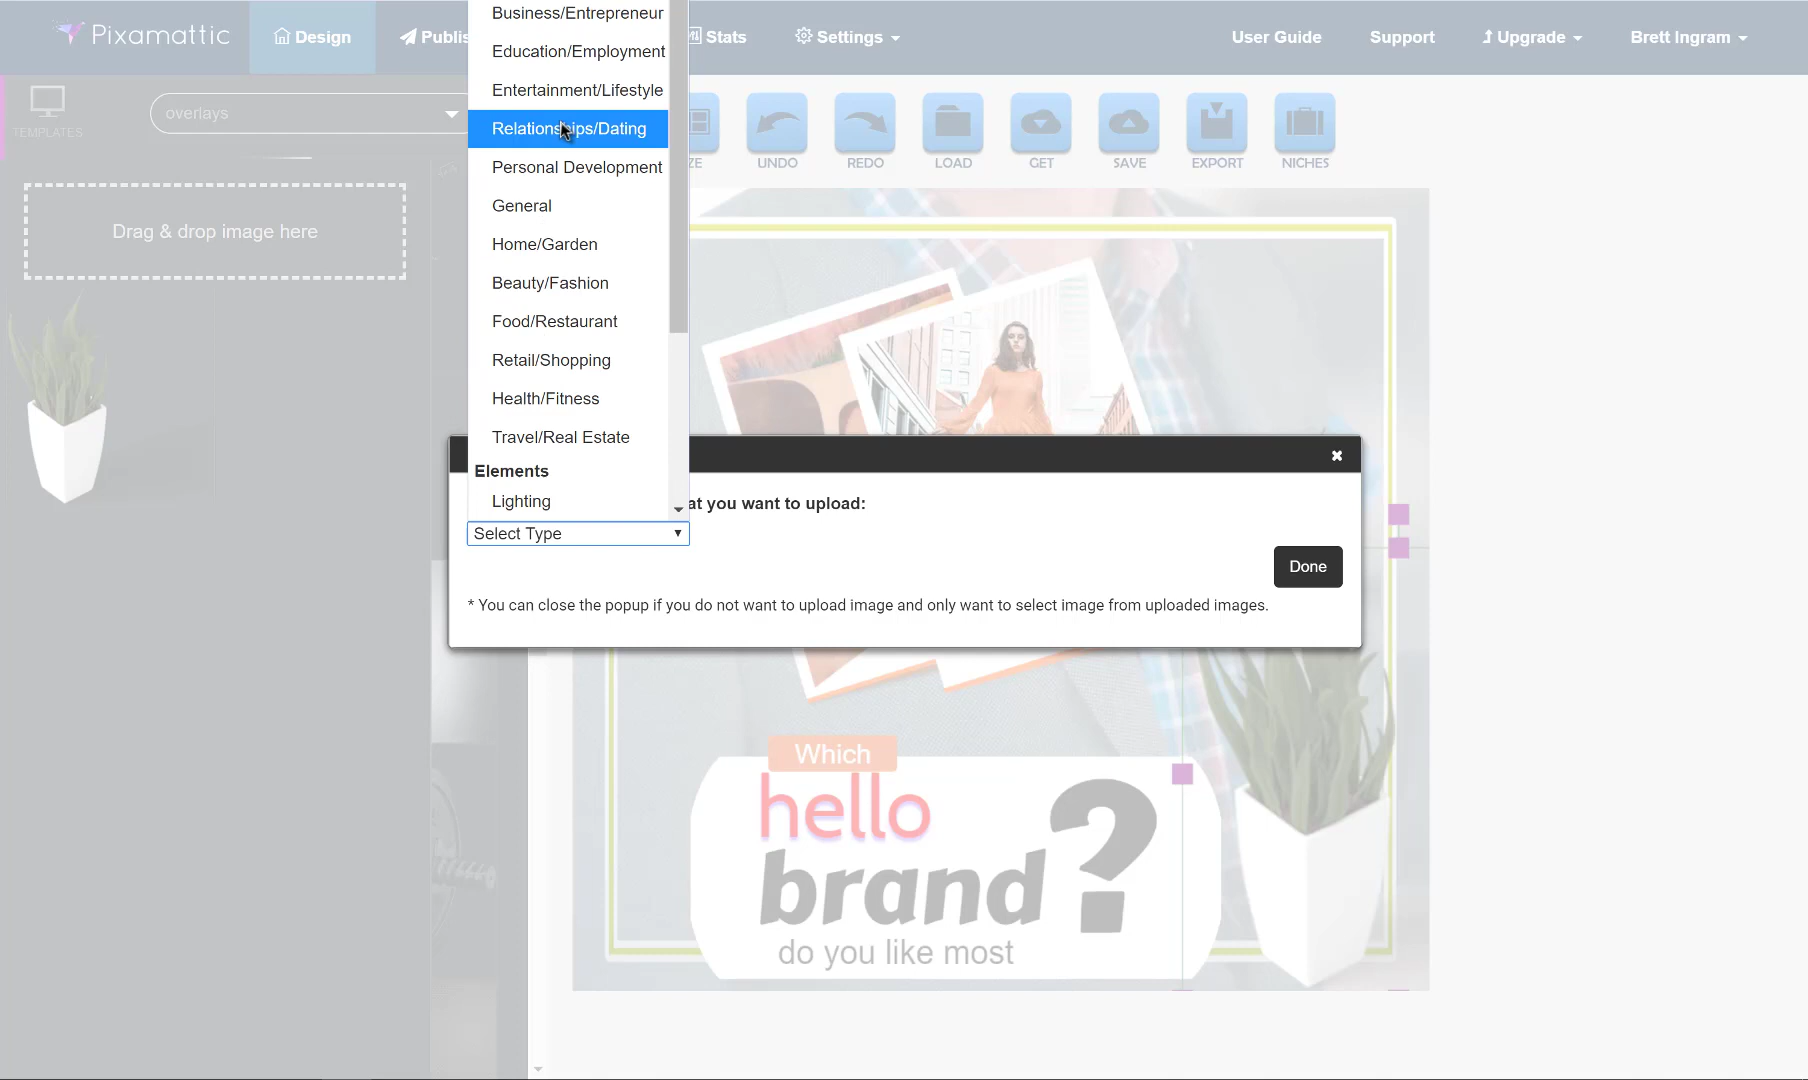 Pixamattic
Design
Publis
Stats
Settings
User Guide
Support
Upgrade
Brett Ingram
TEMPLATES
overlays
ZE
UNDO
REDO
LOAD
GET
SAVE
EXPORT
NICHES
Drag & drop image here
Business/Entrepreneur
Education/Employment
Entertainment/Lifestyle
Relationships/Dating
Personal Development
General
Home/Garden
Beauty/Fashion
Food/Restaurant
Retail/Shopping
Health/Fitness
Travel/Real Estate
Elements
Lighting
at you want to upload:
Select Type
Done
* You can close the popup if you do not want to upload image and only want to select image from uploaded images.
Which
hello
brand?
do you like most